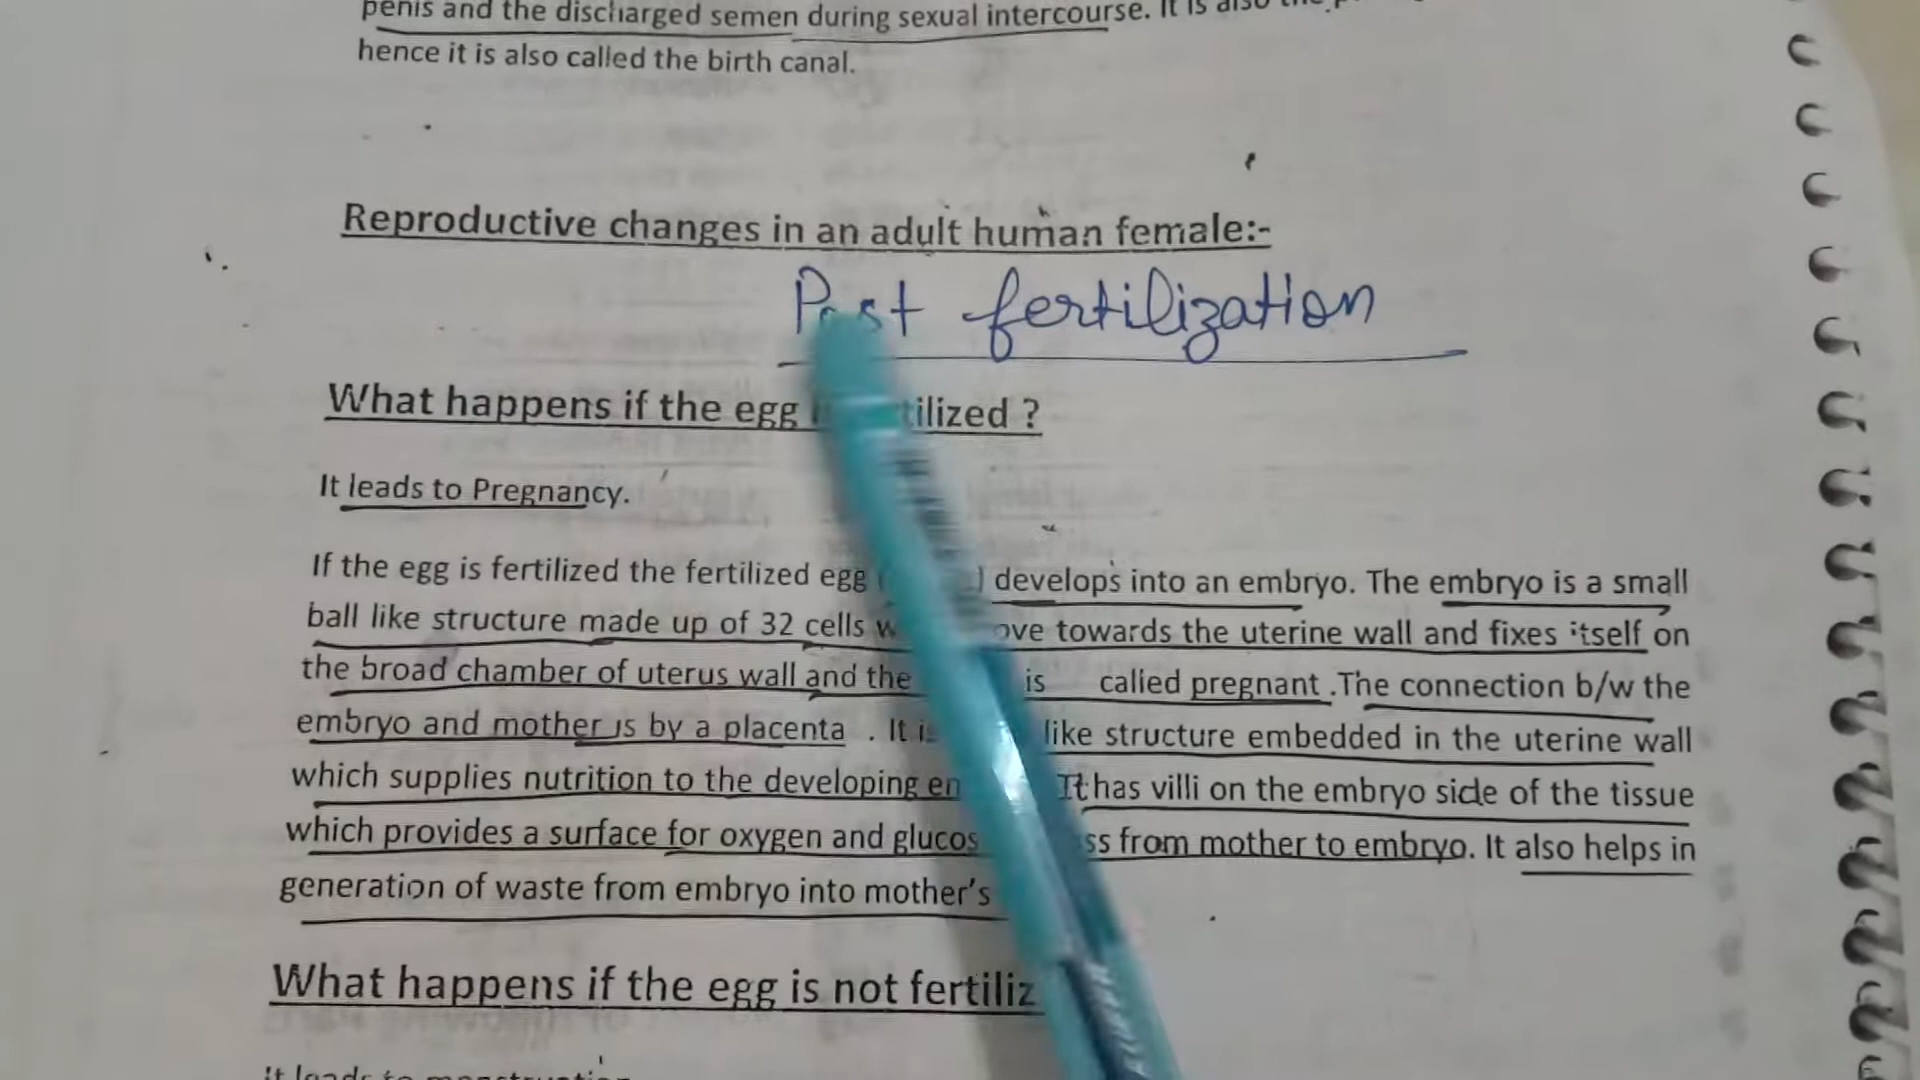 penis and the discharged semen during sexual intercourse. It is also the
hence it is also called the birth canal.
Reproductive changes in an adult human female:-
Post fertilization
What happens if the egg tilized ?
It leads to Pregnancy.
If the egg is fertilized the fertilized egg ( ) develops into an embryo. The embryo is a small
ball like structure made up of 32 cells towards the uterine wall and fixes itself on
the broad chamber of uterus wall and the is called pregnant .The connection b/w the
embryo and mother is by a placenta . It is like structure embedded in the uterine wall
which supplies nutrition to the developing It has villi on the embryo side of the tissue
which provides a surface for oxygen and from mother to embryo. It also helps in
generation of waste from embryo into mother's
What happens if the egg is not fertiliz
It leads to menstruation